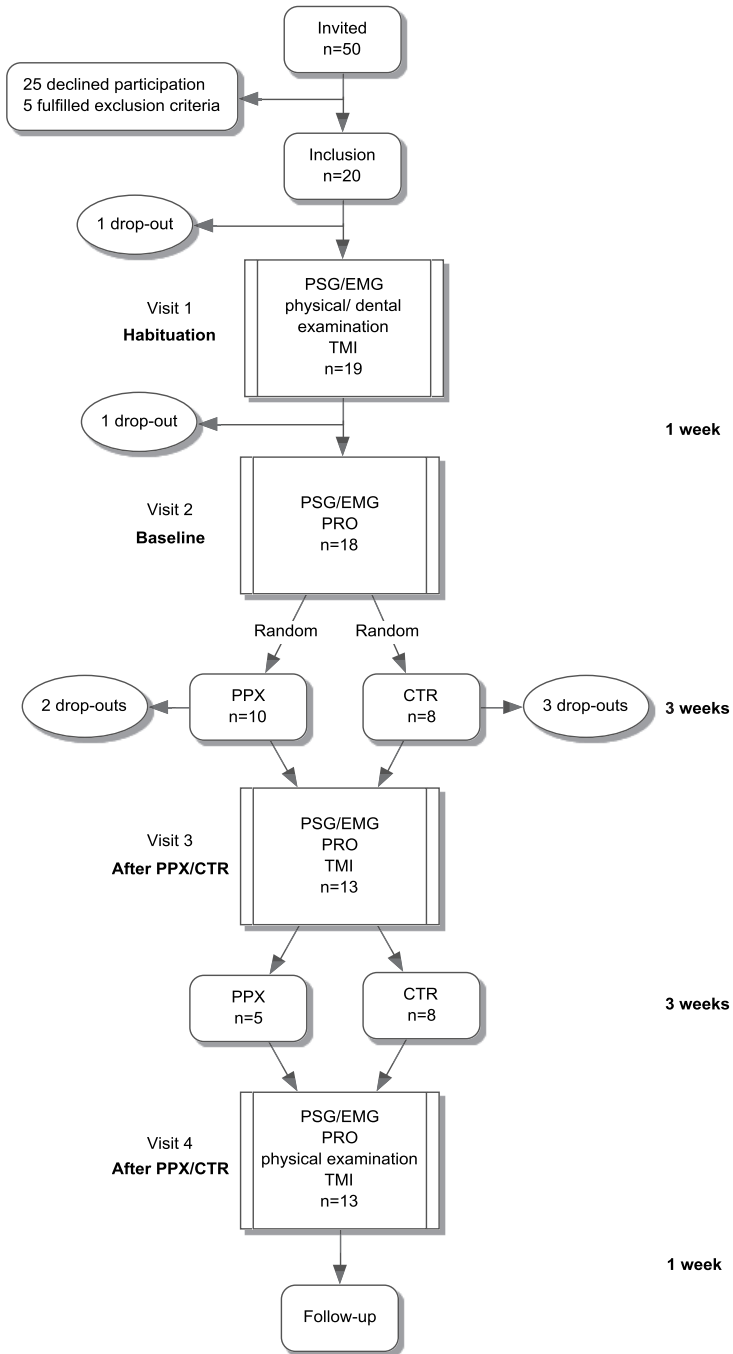 Invited
n=50
25 declined participation
5 fulfilled exclusion criteria
Inclusion
n=20
1 drop-out
Visit 1
Habituation
PSG/EMG
physical/ dental
examination
TMI
n=19
1 drop-out
1 week
Visit 2
Baseline
PSG/EMG
PRO
n=18
Random
Random
2 drop-outs
PPX
n=10
CTR
n=8
3 drop-outs
3 weeks
Visit 3
After PPX/CTR
PSG/EMG
PRO
TMI
n=13
PPX
n=5
CTR
n=8
3 weeks
Visit 4
After PPX/CTR
PSG/EMG
PRO
physical examination
TMI
n=13
1 week
Follow-up